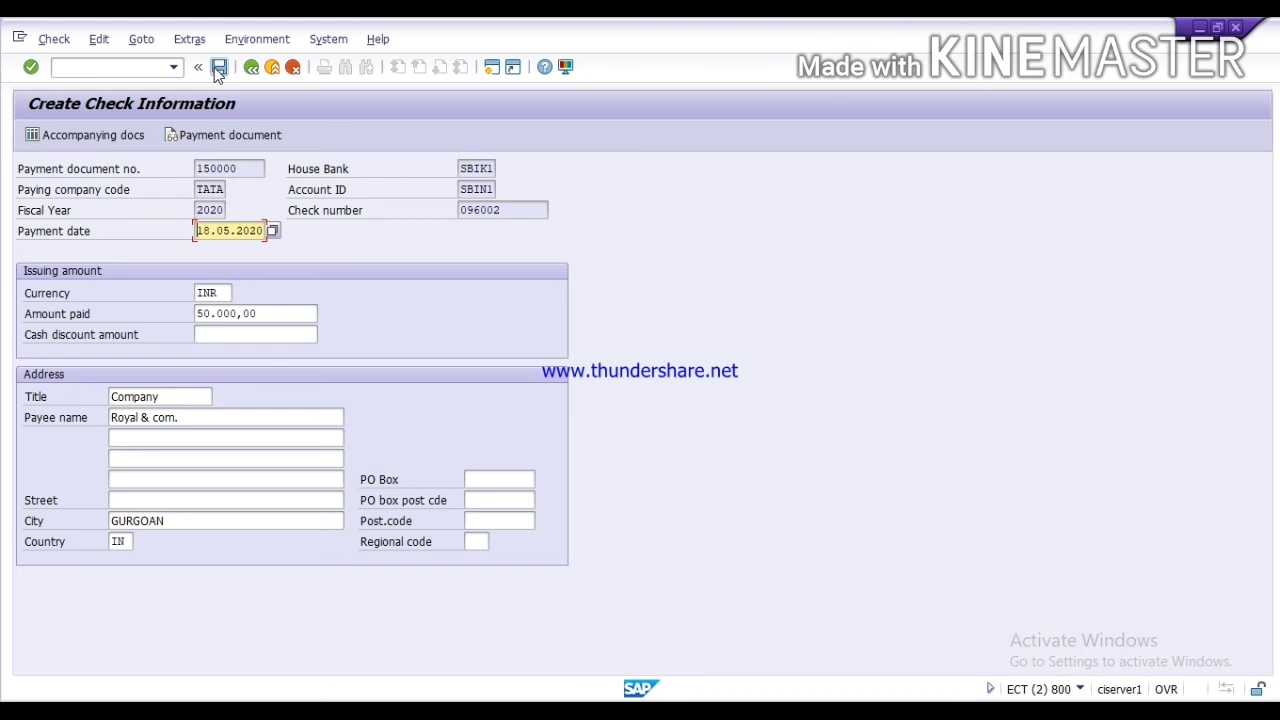 Check Edit Goto Extras Environment System Help
Made with KINEMASTER
Create Check Information
Accompanying docs Payment document
Payment document no. 150000 House Bank SBIK1
Paying company code TATA Account ID SBIN1
Fiscal Year 2020 Check number 096002
Payment date 18.05.2020
Issuing amount
Currency INR
Amount paid 50.000,00
Cash discount amount
www.thundershare.net
Address
Title Company
Payee name Royal & com.
PO Box
Street PO box post cde
City GURGOAN Post.code
Country IN Regional code
Activate Windows
Go to Settings to activate Windows.
SAP ECT (2) 800 ciserver1 OVR